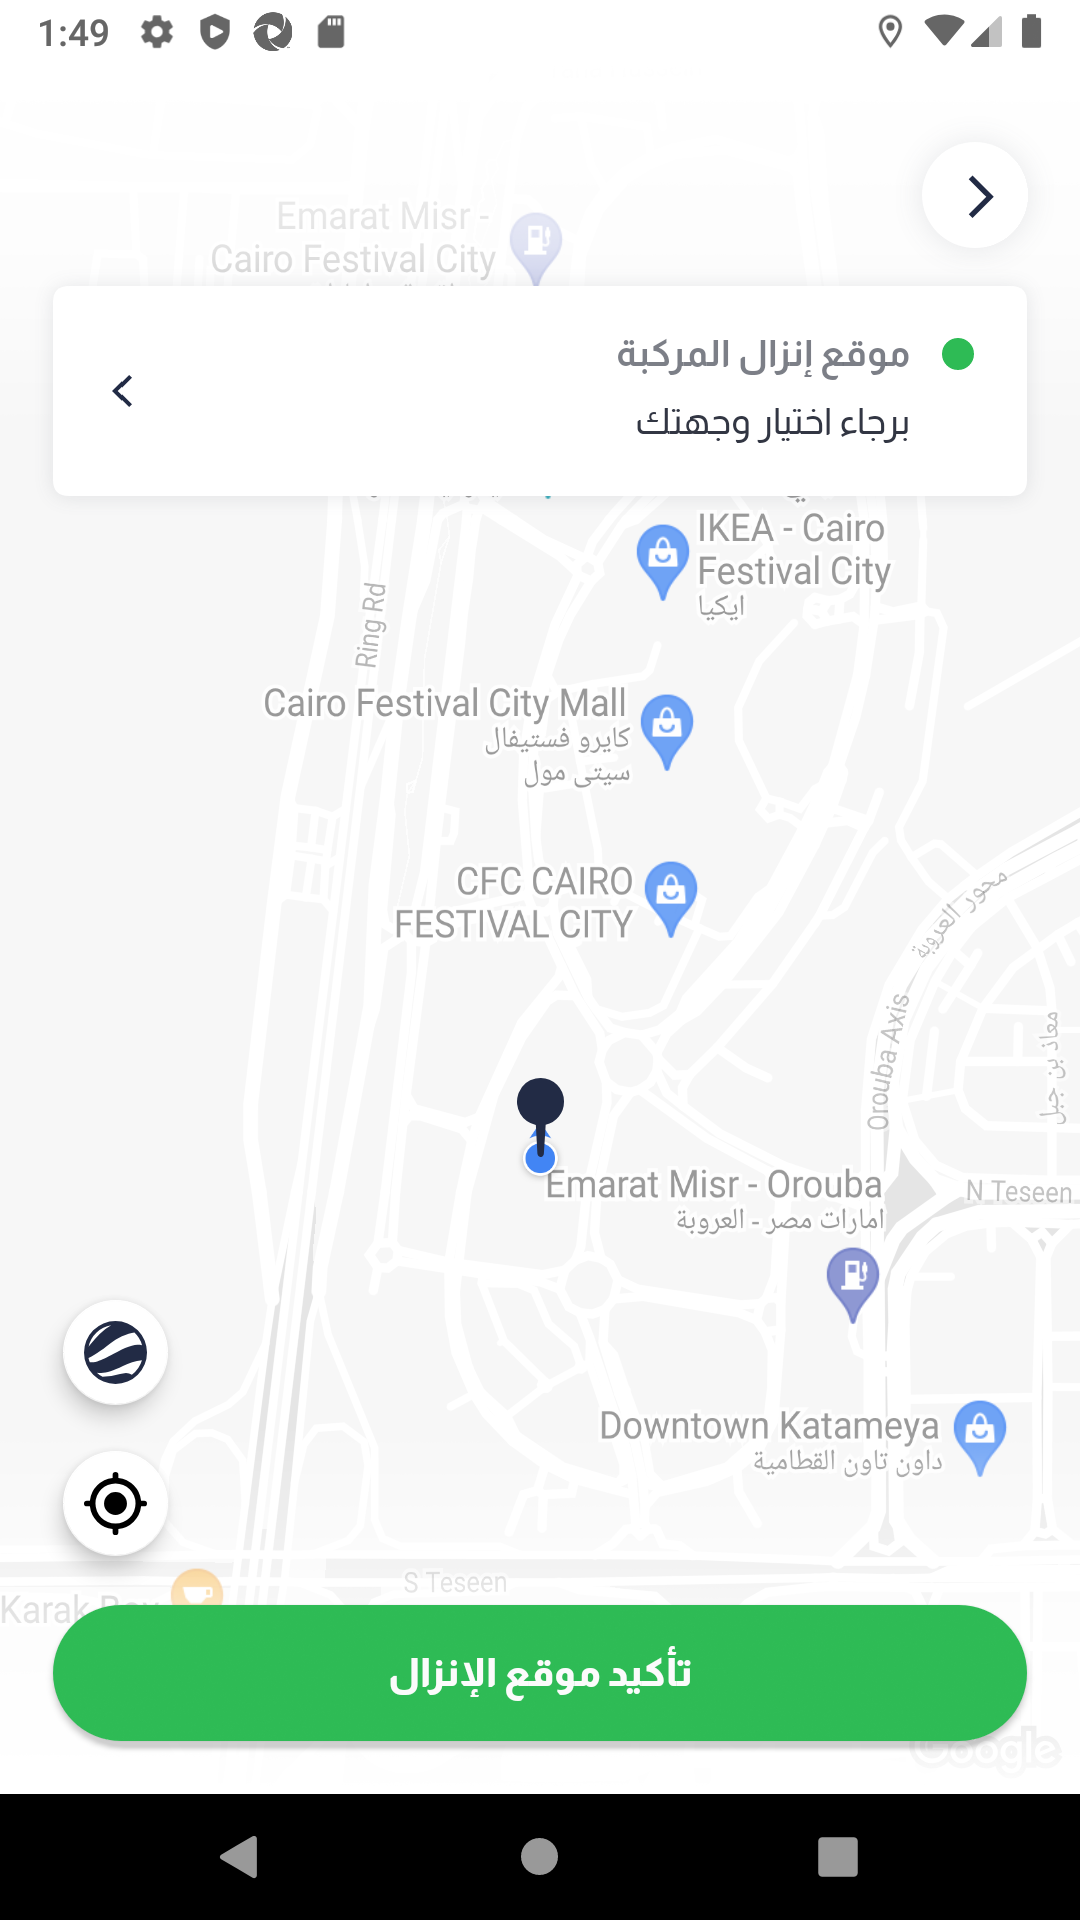 1:49
Emarat Misr -
Cairo Festival City
موقع إنزال المركبة
برجاء اختيار وجهتك
IKEA - Cairo
Festival City
ايكيا
Ring Rd
Cairo Festival City Mall
كايرو فستيفال
سيتى مول
CFC CAIRO
FESTIVAL CITY
محور العروبة
Orouba Axis
معاذ بن جبل
Emarat Misr - Orouba
امارات مصر - العروبة
N Teseen
Downtown Katameya
داون تاون القطامية
S Teseen
Karak
تأكيد موقع الإنزال
Google